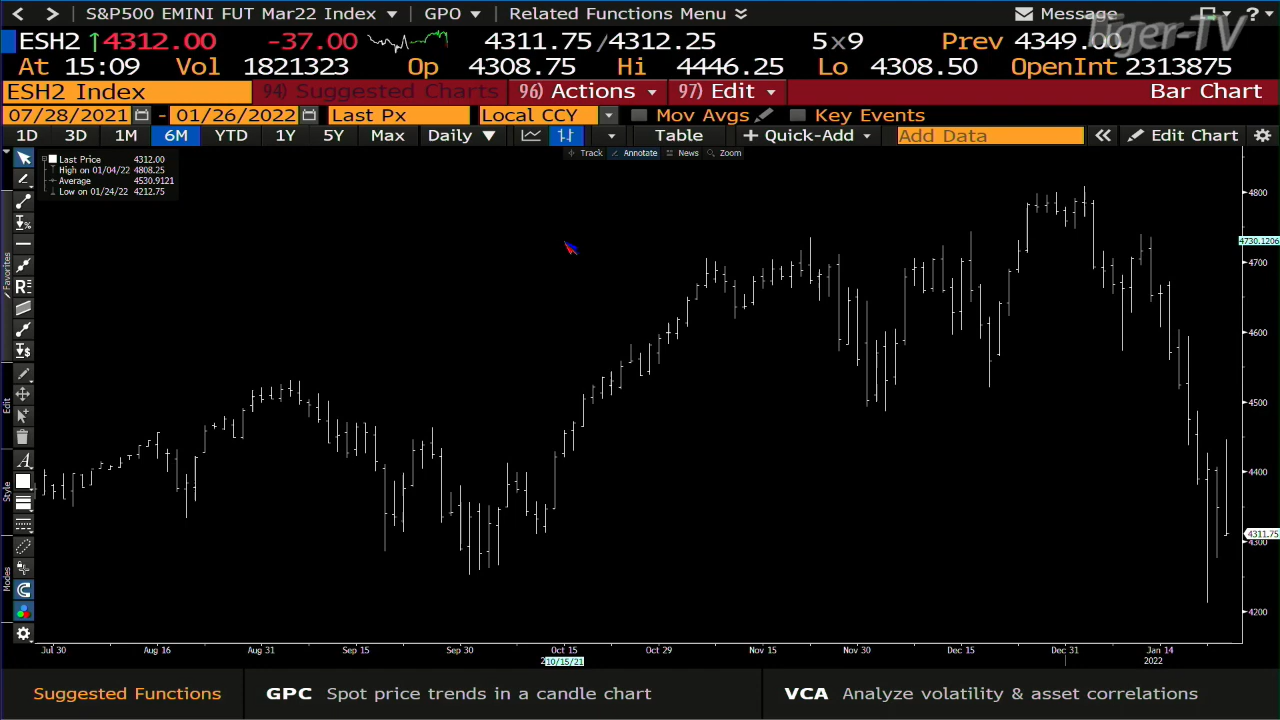 S&P500 EMINI FUT Mar22 Index GPO Related Functions Menu Message ?
ESH2 ↑4312.00 -37.00 4311.75/4312.25 5x9 Prev 4349.00
At 15:09 Vol 1821323 Op 4308.75 Hi 4446.25 Lo 4308.50 OpenInt 2313875
ESH2 Index 94) Suggested Charts 96) Actions 97) Edit Bar Chart
07/28/2021 - 01/26/2022 Last Px Local CCY Mov Avgs Key Events
1D 3D 1M 6M YTD 1Y 5Y Max Daily ▼ Table + Quick-Add Add Data « Edit Chart
Track Annotate News Zoom
Last Price 4312.00
High on 01/04/22 4808.25
Average 4530.9121
Low on 01/24/22 4212.75
Favorites
Edit
Style
Modes
4800
4730.1206
4700
4600
4500
4400
4311.75
4300
4200
Jul 30 Aug 16 Aug 31 Sep 15 Oct 15 Oct 29 Nov 15 Nov 30 Dec 15 Dec 31 Jan 14
10/15/21 2022
Suggested Functions GPC Spot price trends in a candle chart VCA Analyze volatility & asset correlations